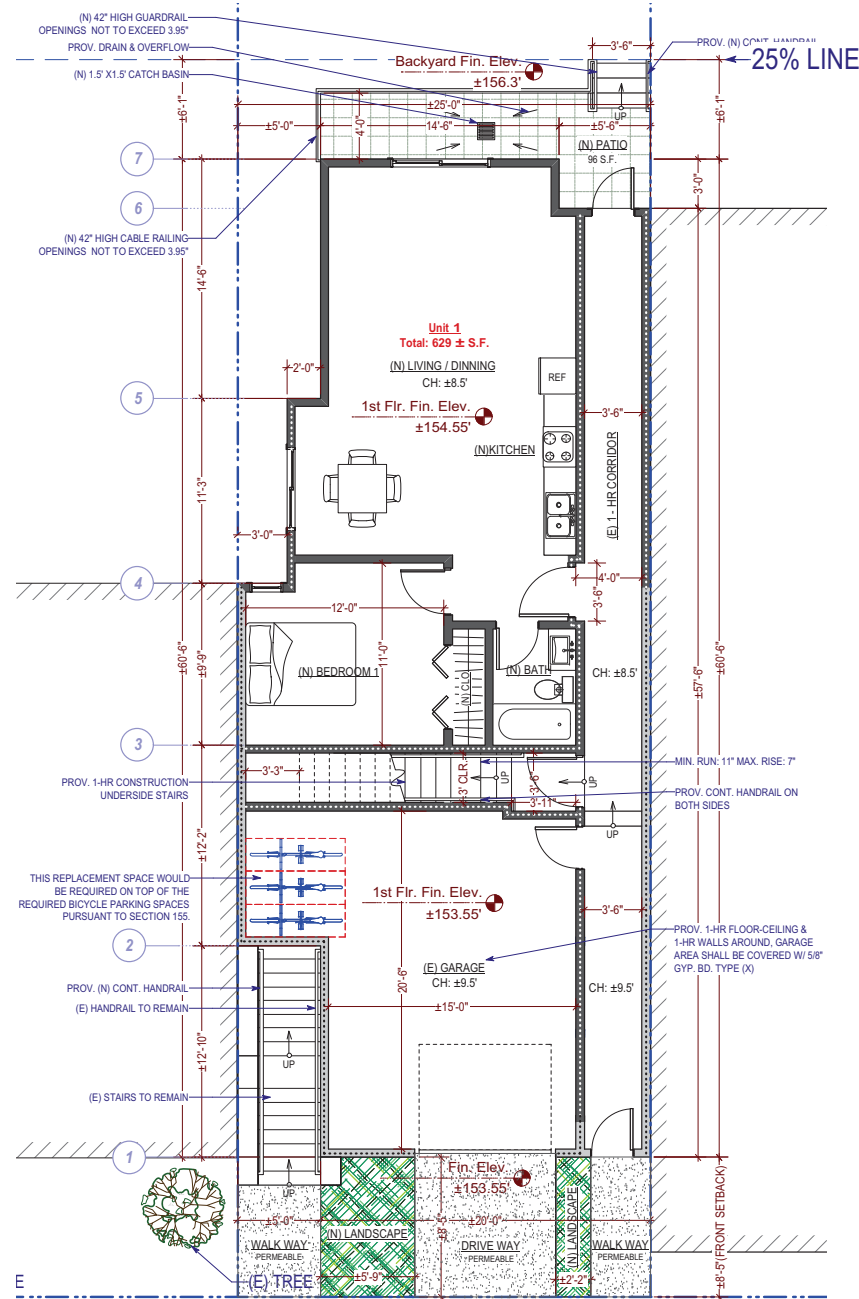 (N) 42" HIGH GUARDRAIL
OPENINGS NOT TO EXCEED 3.95"
PROV. DRAIN & OVERFLOW
(N) 1.5' X1.5' CATCH BASIN
Backyard Fin. Elev.
±156.3'
3'-6"
PROV. (N) CONT. HANDRAIL
25% LINE
±6'-1"
±25'-0"
±5'-0"
14'-6"
±5'-6"
4'-0"
UP
±6'-1"
(N) PATIO
96 S.F.
7
3'-0"
6
(N) 42" HIGH CABLE RAILING
OPENINGS NOT TO EXCEED 3.95"
14'-6"
Unit 1
Total: 629 ± S.F.
(N) LIVING / DINNING
CH: ±8.5'
2'-0"
REF
5
1st Flr. Fin. Elev.
±154.55'
3'-6"
(N)KITCHEN
(E) 1 - HR CORRIDOR
11'-3"
3'-0"
4
4'-0"
3'-6"
12'-0"
11'-0"
±60'-6"
±9'-9"
(N) BEDROOM 1
(N) CLO
(N) BATH
CH: ±8.5'
±57'-6"
±60'-6"
3
3'-3"
3' CLR.
UP
3'-6"
3'-11"
UP
MIN. RUN: 11" MAX. RISE: 7"
PROV. 1-HR CONSTRUCTION
UNDERSIDE STAIRS
PROV. CONT. HANDRAIL ON
BOTH SIDES
UP
±12'-2"
THIS REPLACEMENT SPACE WOULD
BE REQUIRED ON TOP OF THE
REQUIRED BICYCLE PARKING SPACES
PURSUANT TO SECTION 155.
1st Flr. Fin. Elev.
±153.55'
3'-6"
2
PROV. 1-HR FLOOR-CEILING &
1-HR WALLS AROUND, GARAGE
AREA SHALL BE COVERED W/ 5/8"
GYP. BD. TYPE (X)
(E) GARAGE
CH: ±9.5'
20'-6"
CH: ±9.5'
PROV. (N) CONT. HANDRAIL
(E) HANDRAIL TO REMAIN
±15'-0"
UP
±12'-10"
(E) STAIRS TO REMAIN
1
UP
Fin. Elev.
±153.55'
±5'-0"
±20'-0"
(N) LANDSCAPE
(N) LANDSCAPE
WALK WAY
PERMEABLE
DRIVE WAY
PERMEABLE
WALK WAY
PERMEABLE
±8'-5"(FRONT SETBACK)
E
(E) TREE
±5'-9"
±2'-2"